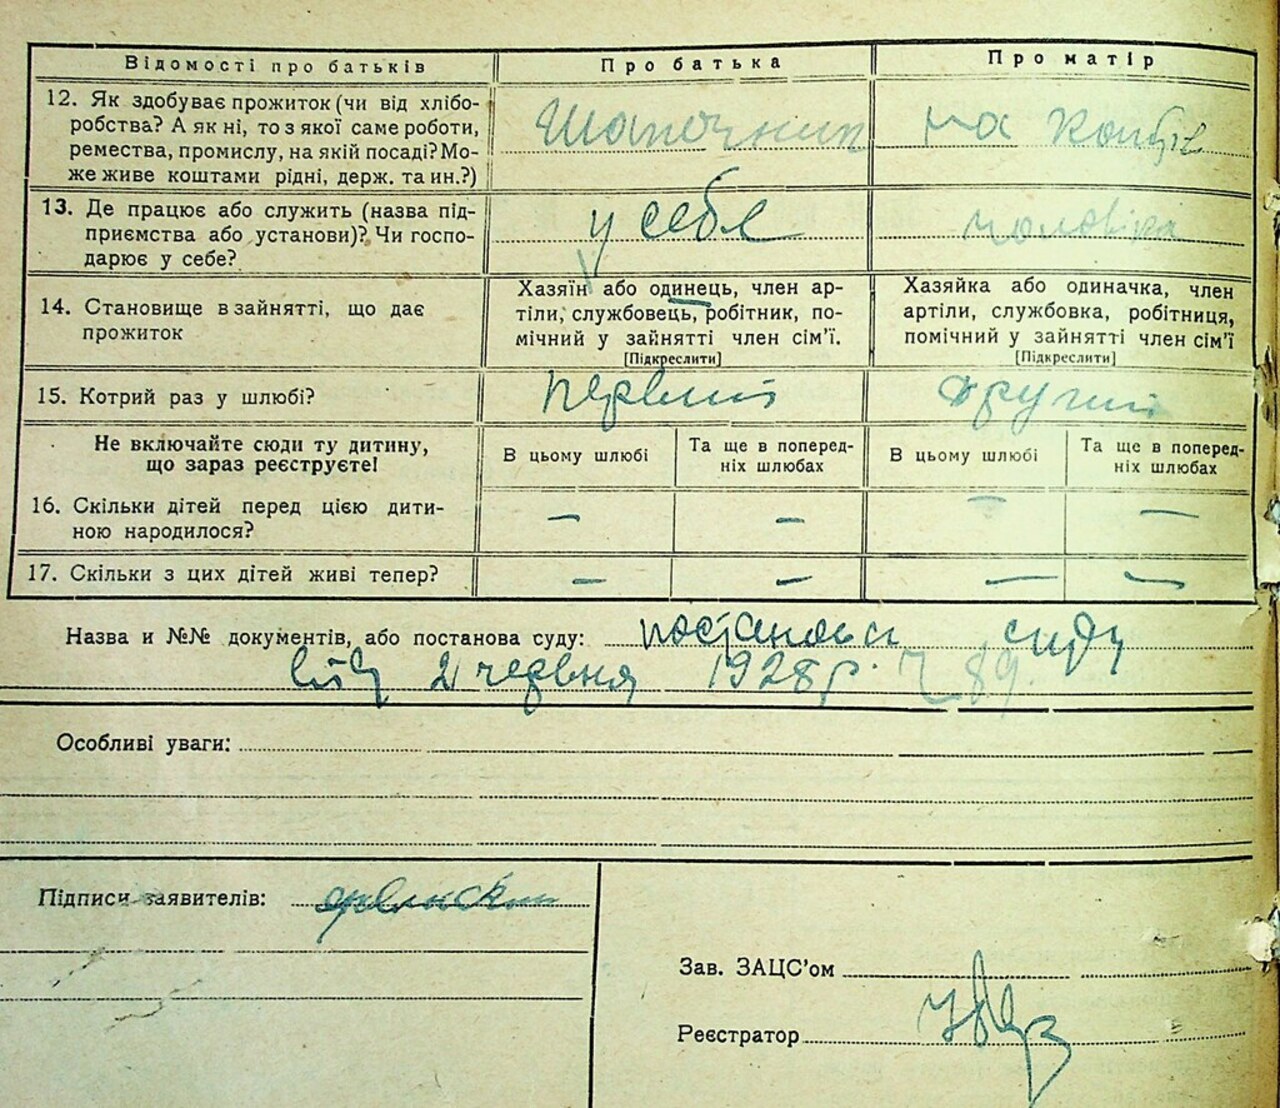 Відомості про батьків Про батька Про матір
12. Як здобуває прожиток (чи від хлібо-
робства? А як ні, то з якої саме роботи,
ремества, промислу, на якій посаді? Мо-
же живе коштами рідні, держ. та ин.?)
Шапочник
на кошті
13. Де працює або служить (назва під-
приємства або установи)? Чи госпо-
дарює у себе?
у себе
чоловіка
14. Становище в зайнятті, що дає
прожиток
Хазяїн або одинець, член ар-
тіли, службовець, робітник, по-
мічний у зайнятті член сім’ї.
[Підкреслити]
Хазяйка або одиначка, член
артіли, службовка, робітниця,
помічний у зайнятті член сім’ї
[Підкреслити]
15. Котрий раз у шлюбі?
первий
другий
Не включайте сюди ту дитину,
що зараз реєструєте!
В цьому шлюбі
Та ще в поперед-
ніх шлюбах
В цьому шлюбі
Та ще в поперед-
ніх шлюбах
16. Скільки дітей перед цією дити-
ною народилося?
— — — —
17. Скільки з цих дітей живі тепер?
— — — —
Назва и №№ документів, або постанова суду: постанова суду
від 2 червня 1928 р. Ч 89
Особливі уваги:
Підписи заявителів:
Зав. ЗАЦС’ом
Реєстратор